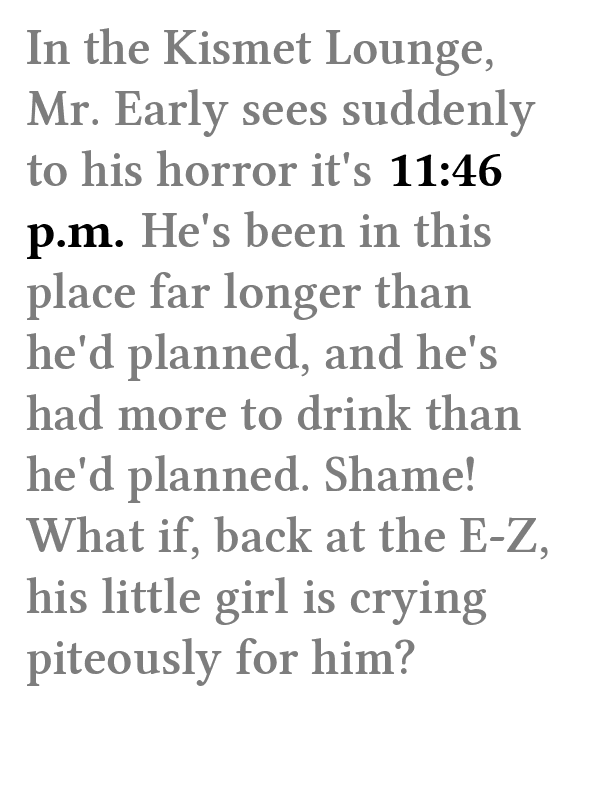 In the Kismet Lounge,
Mr. Early sees suddenly
to his horror it's 11:46
p.m. He's been in this
place far longer than
he'd planned, and he's
had more to drink than
he'd planned. Shame!
What if, back at the E-Z,
his little girl is crying
piteously for him?